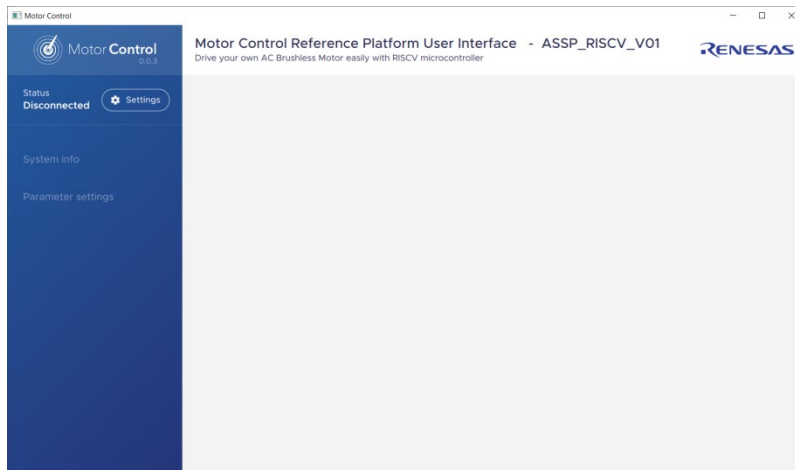 Motor Control
Motor Control
0.0.3
Motor Control Reference Platform User Interface - ASSP_RISCV_V01
Drive your own AC Brushless Motor easily with RISCV microcontroller
RENESAS
Status
Disconnected
Settings
System info
Parameter settings